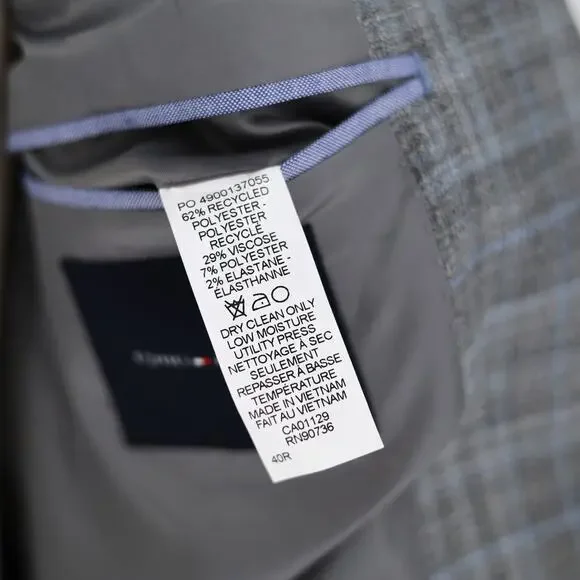 PO 4900137055
62% RECYCLED
POLYESTER -
POLYESTER
RECYCLÉ
29% VISCOSE
7% POLYESTER
2% ELASTANE -
ÉLASTHANNE
DRY CLEAN ONLY
LOW MOISTURE
UTILITY PRESS
NETTOYAGE À SEC
SEULEMENT
REPASSER À BASSE
TEMPÉRATURE
MADE IN VIETNAM
FAIT AU VIETNAM
CA01129
RN90736
40R